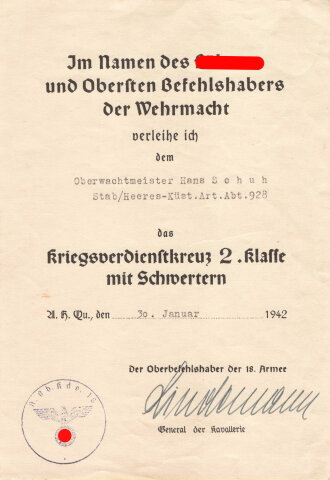 Im Namen des
und Obersten Befehlshabers
der Wehrmacht
verleihe ich
dem
Oberwachtmeister Hans Schuh
Stab/Heeres-Küst.Art.Abt.928
das
Kriegsverdienstkreuz 2. Klasse
mit Schwertern
A. H. Qu., den 30. Januar 1942
Der Oberbefehlshaber der 18. Armee
Lindemann
General der Kavallerie